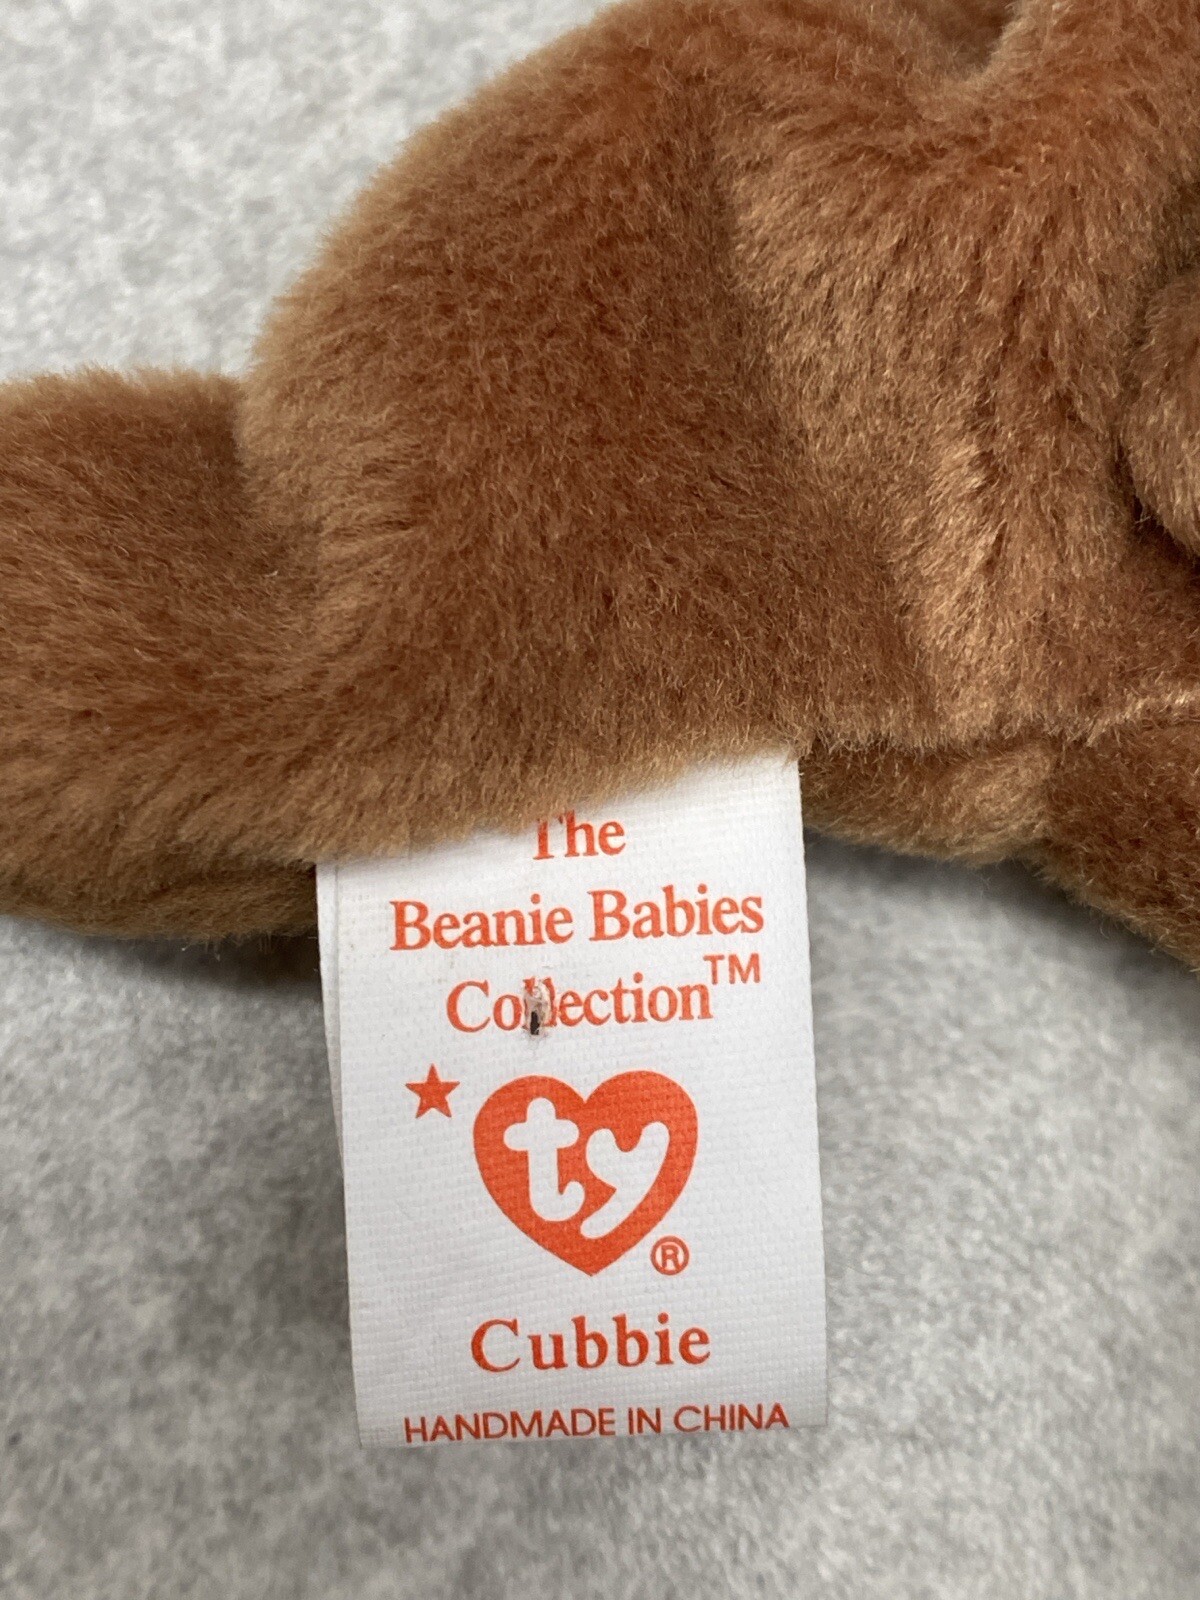 The
Beanie Babies
Collection™
ty®
Cubbie
HANDMADE IN CHINA